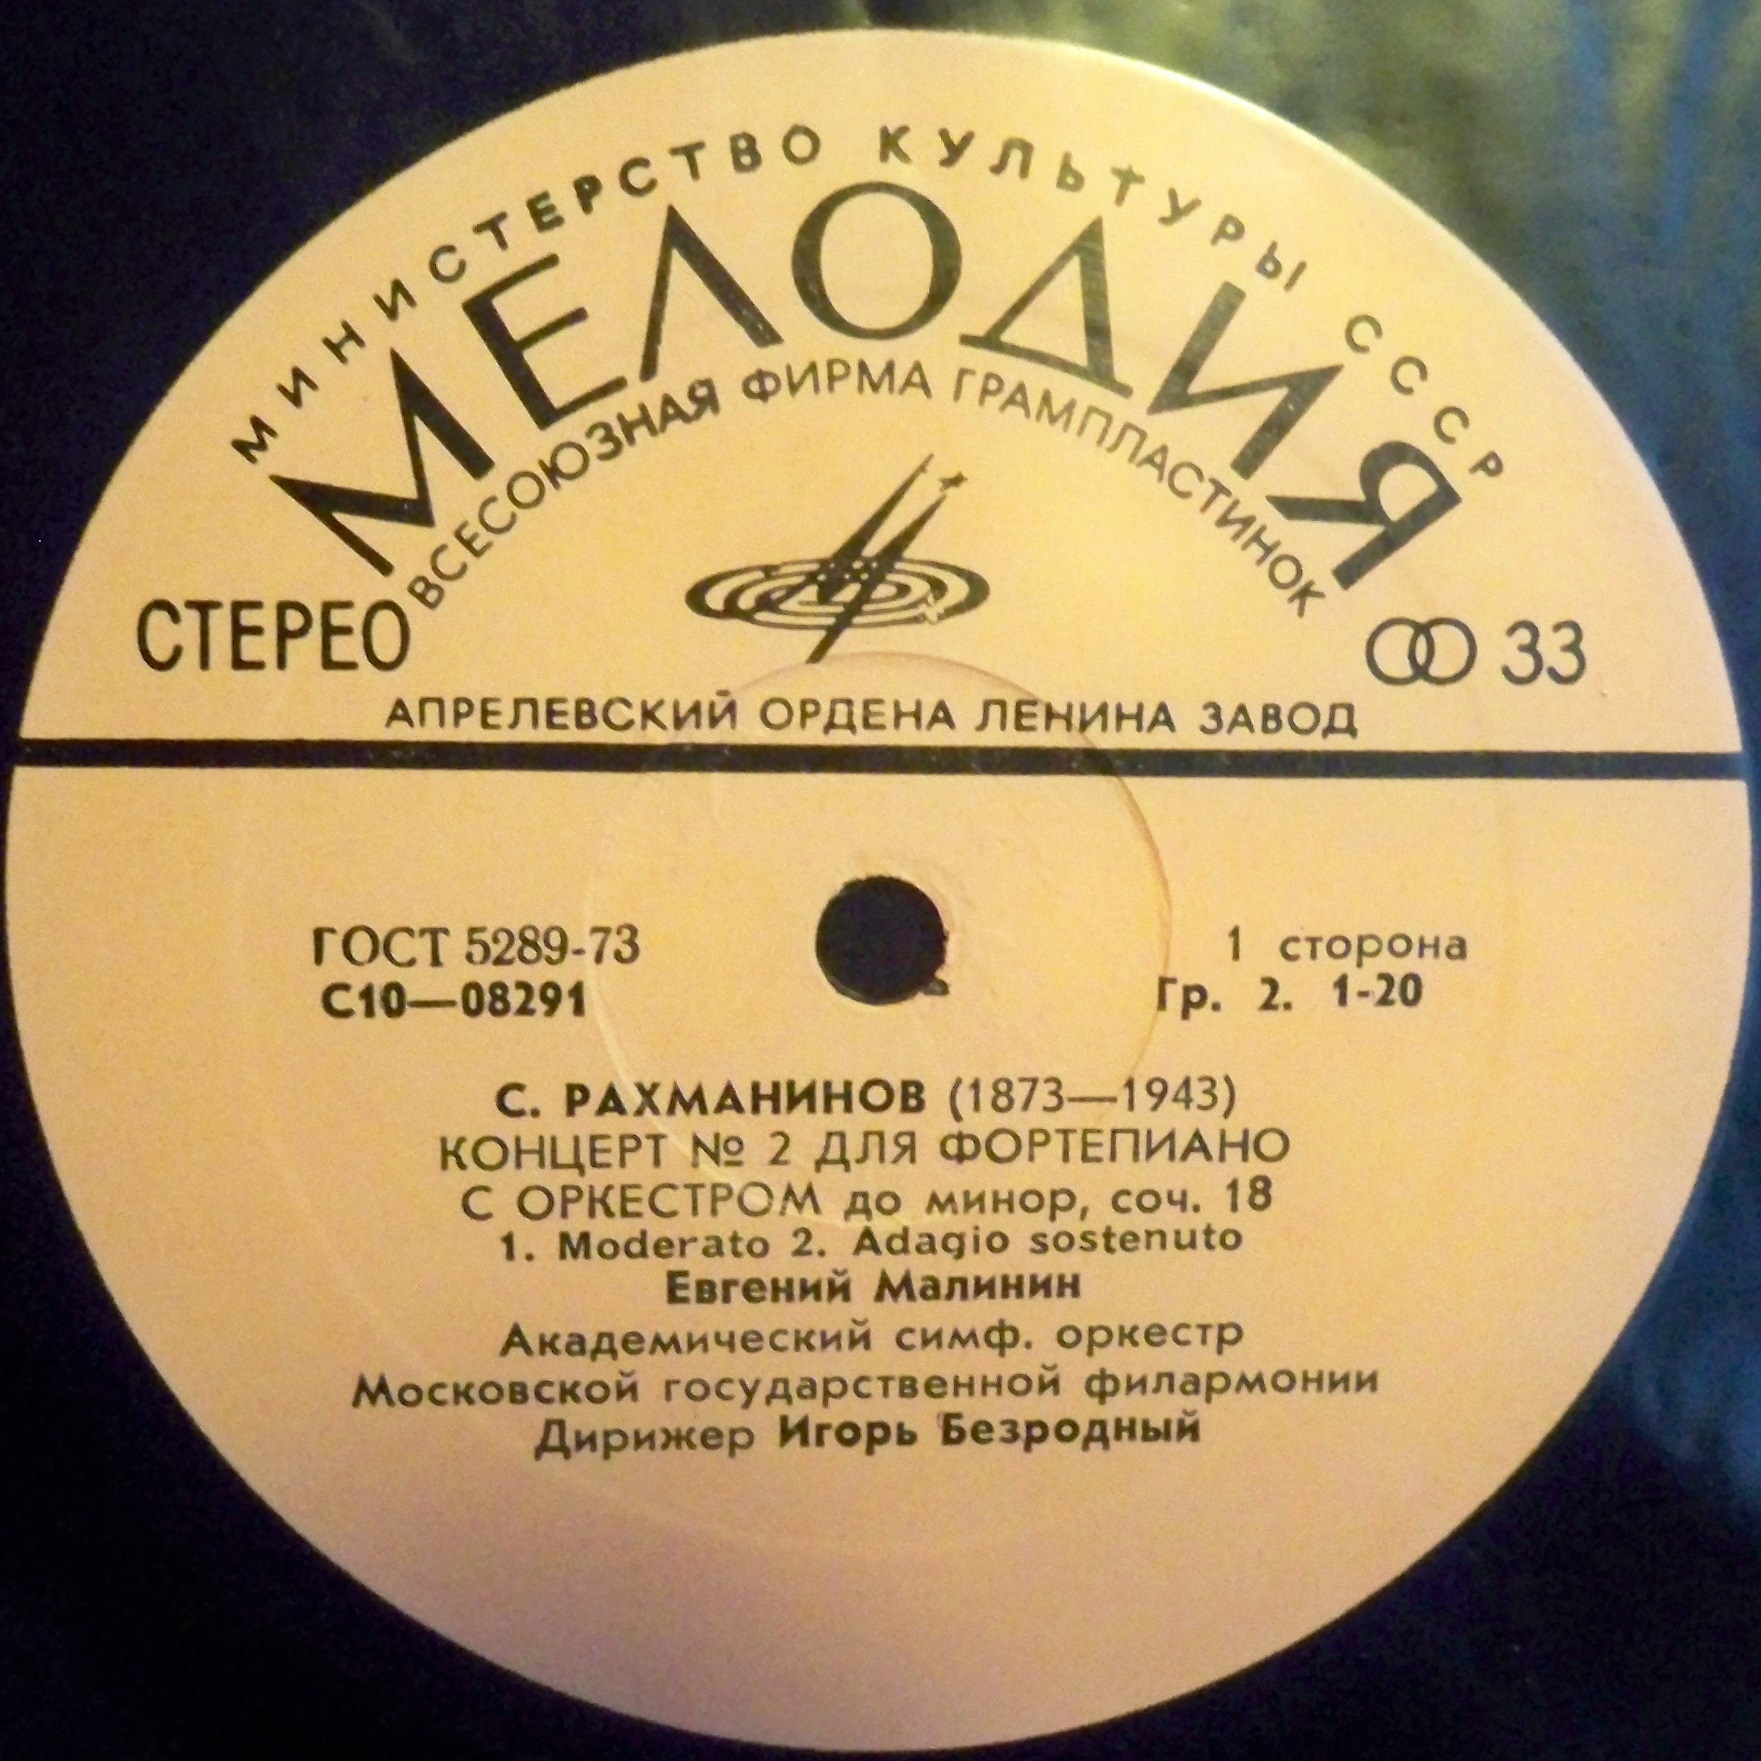 МИНИСТЕРСТВО КУЛЬТУРЫ СССР
МЕЛОДИЯ
ВСЕСОЮЗНАЯ ФИРМА ГРАМПЛАСТИНОК
СТЕРЕО
33
АПРЕЛЕВСКИЙ ОРДЕНА ЛЕНИНА ЗАВОД
ГОСТ 5289-73
1 сторона
С10—08291
Гр. 2. 1-20
С. РАХМАНИНОВ (1873—1943)
КОНЦЕРТ № 2 ДЛЯ ФОРТЕПИАНО
С ОРКЕСТРОМ до минор, соч. 18
1. Moderato 2. Adagio sostenuto
Евгений Малинин
Академический симф. оркестр
Московской государственной филармонии
Дирижер Игорь Безродный